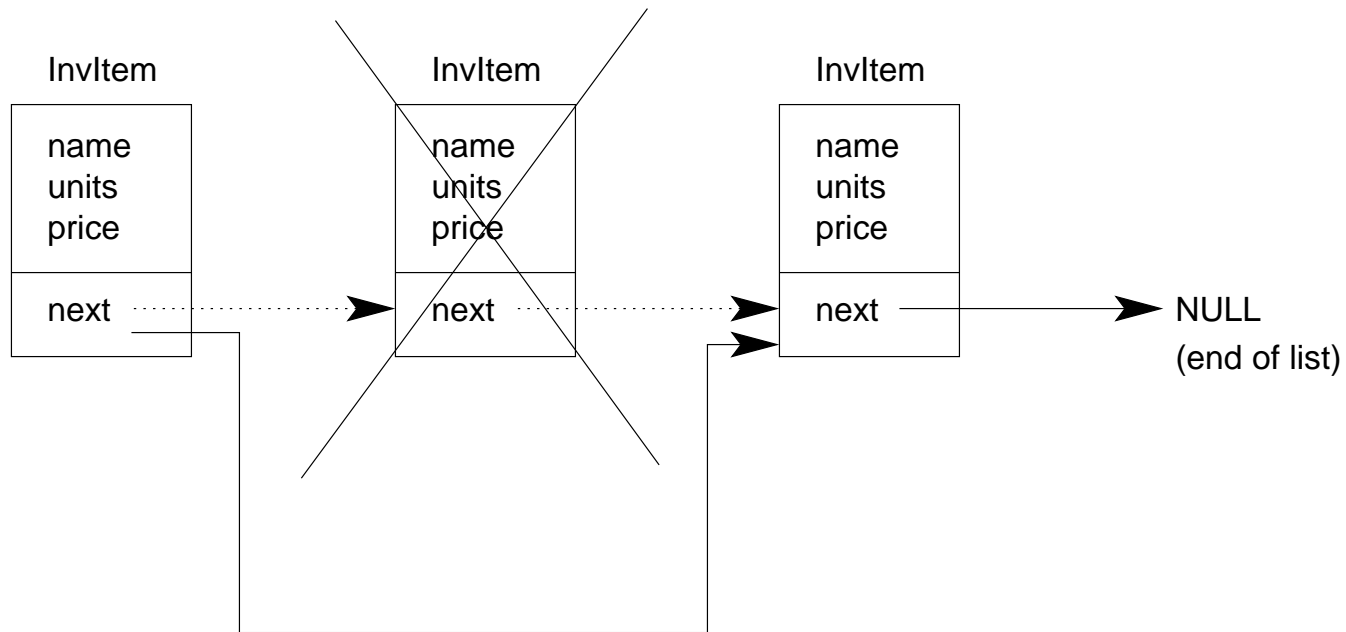 InvItem
name
units
price
next
InvItem
name
units
price
next
InvItem
name
units
price
next
NULL
(end of list)